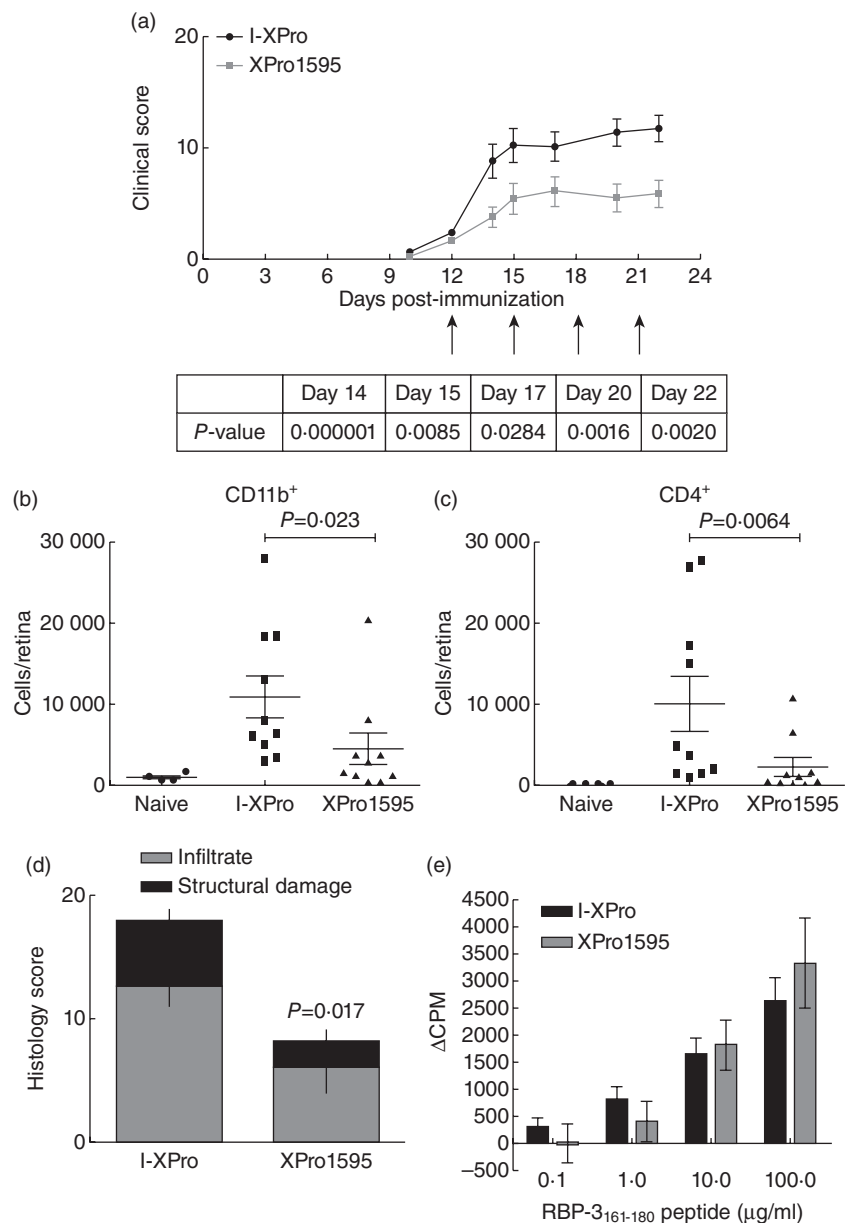 (a)
20
I-XPro
XPro1595
10
0
Clinical score
0 3 6 9 12 15 18 21 24
Days post-immunization
Day 14 Day 15 Day 17 Day 20 Day 22
P-value 0·000001 0·0085 0·0284 0·0016 0·0020
(b)
CD11b+
P=0·023
30 000
20 000
10 000
0
Cells/retina
Naive I-XPro XPro1595
(c)
CD4+
P=0·0064
30 000
20 000
10 000
0
Cells/retina
Naive I-XPro XPro1595
(d)
Infiltrate
Structural damage
20
10
0
Histology score
P=0·017
I-XPro XPro1595
(e)
4500
4000
3500
3000
2500
2000
1500
1000
500
0
–500
ΔCPM
I-XPro
XPro1595
0·1 1·0 10·0 100·0
RBP-3161-180 peptide (μg/ml)